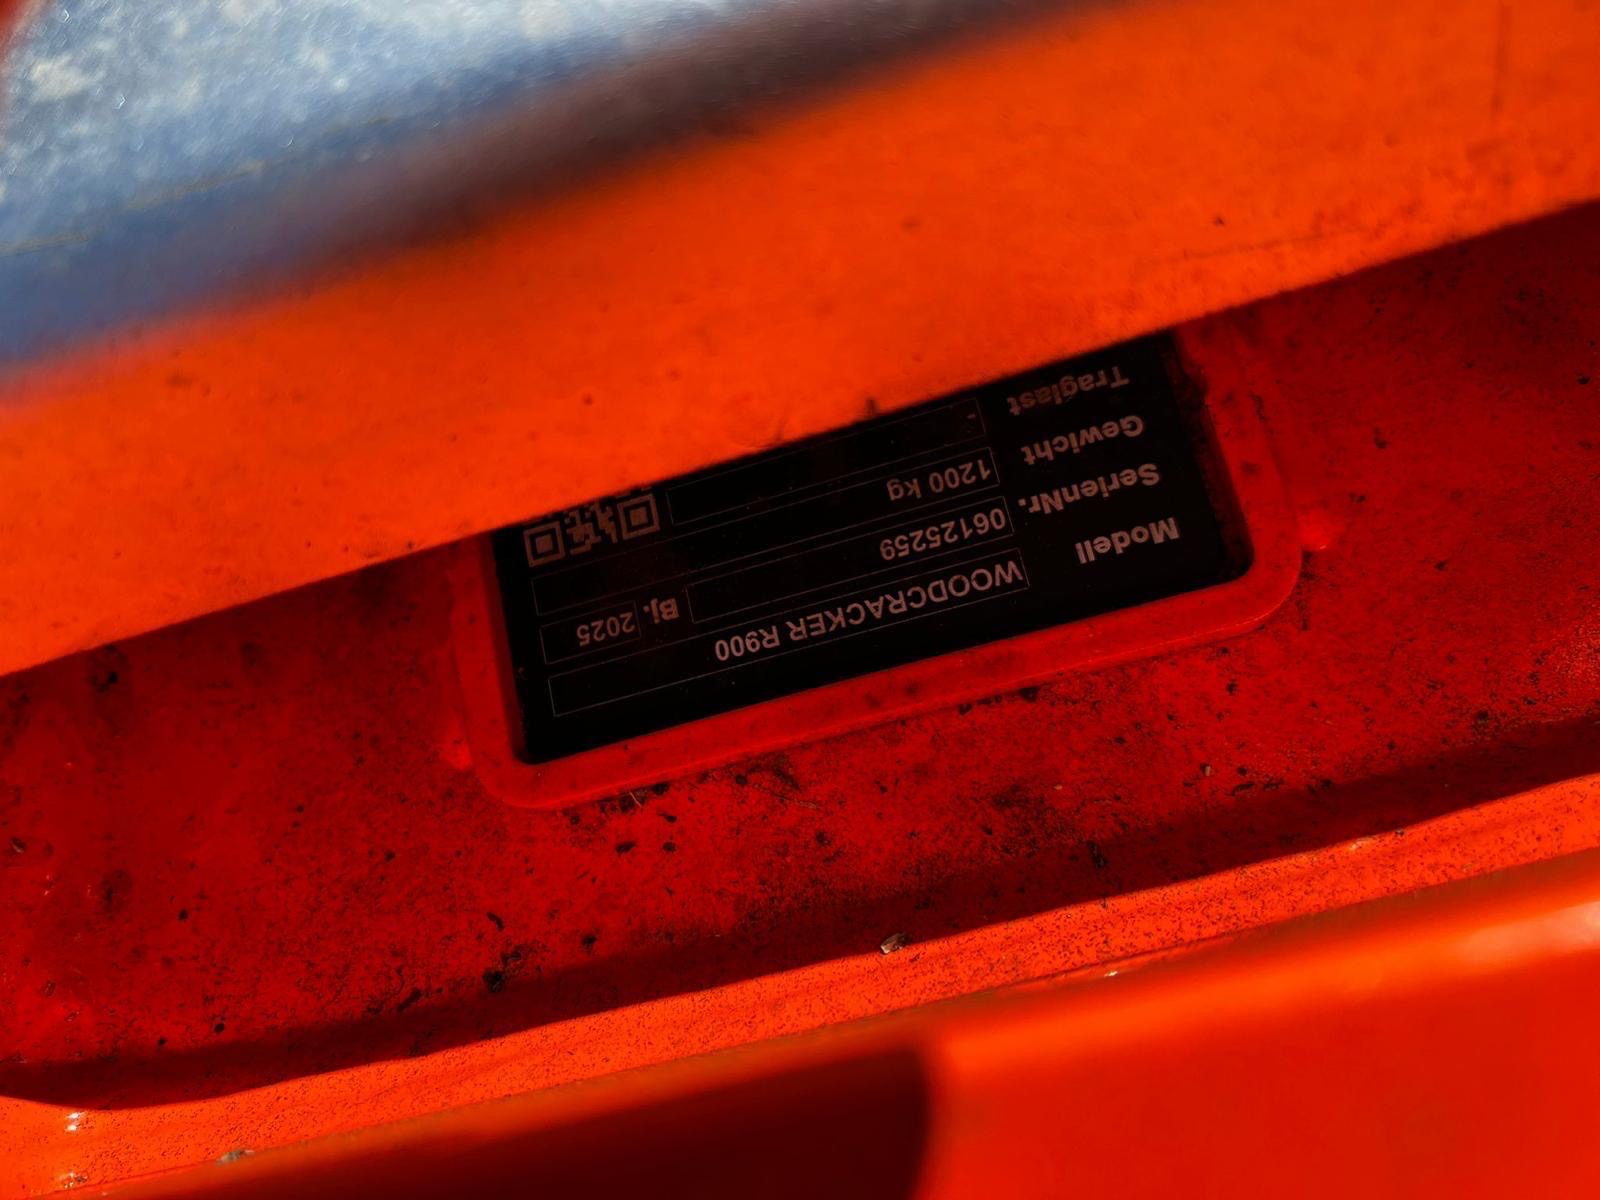 Modell WOODCRACKER R900
SerienNr. 06125259 Bj. 2025
Gewicht 1200 kg
Traglast -